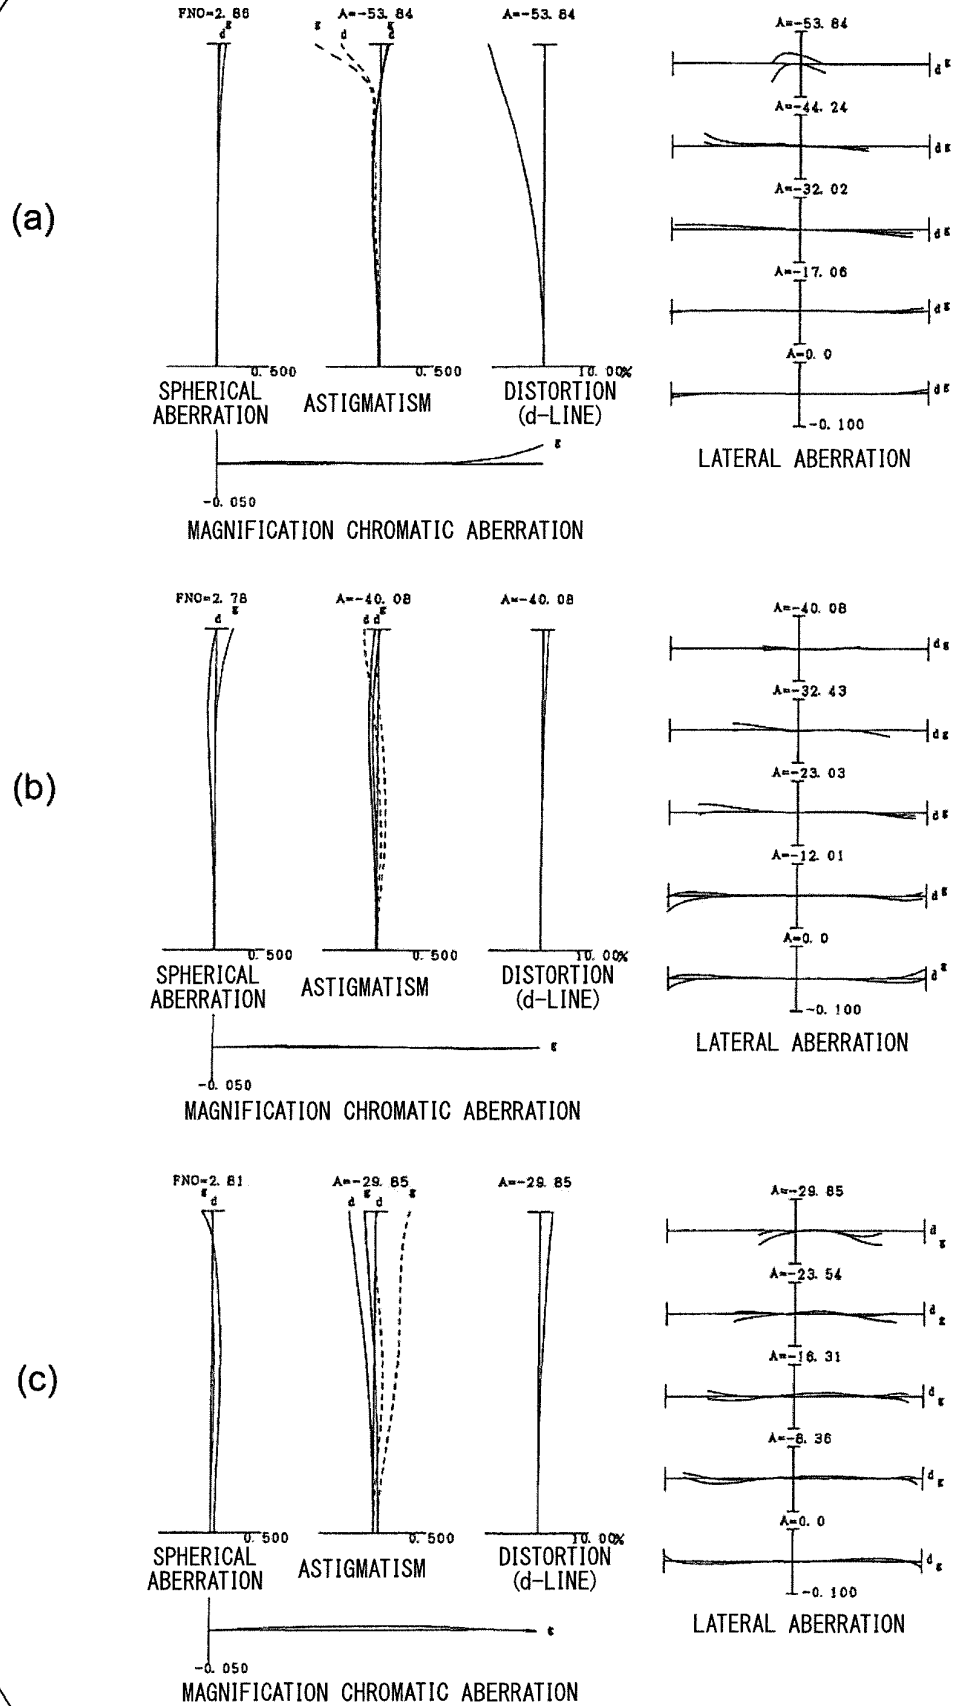 (a)
FNO=2.86
g
d
A=-53.84
g
d
g
d
A=-53.84
0.500
0.500
10.00%
SPHERICAL
ABERRATION
ASTIGMATISM
DISTORTION
(d-LINE)
g
-0.050
MAGNIFICATION CHROMATIC ABERRATION
A=-53.84
d g
A=-44.24
d g
A=-32.02
d g
A=-17.06
d g
A=0.0
d g
-0.100
LATERAL ABERRATION
(b)
FNO=2.78
d g
A=-40.08
d d g
A=-40.08
0.500
0.500
10.00%
SPHERICAL
ABERRATION
ASTIGMATISM
DISTORTION
(d-LINE)
g
-0.050
MAGNIFICATION CHROMATIC ABERRATION
A=-40.08
d g
A=-32.43
d g
A=-23.03
d g
A=-12.01
d g
A=0.0
d g
-0.100
LATERAL ABERRATION
(c)
FNO=2.81
g d
A=-29.85
d g d g
A=-29.85
0.500
0.500
10.00%
SPHERICAL
ABERRATION
ASTIGMATISM
DISTORTION
(d-LINE)
g
-0.050
MAGNIFICATION CHROMATIC ABERRATION
A=-29.85
d g
A=-23.54
d g
A=-16.31
d g
A=-8.36
d g
A=0.0
d g
-0.100
LATERAL ABERRATION